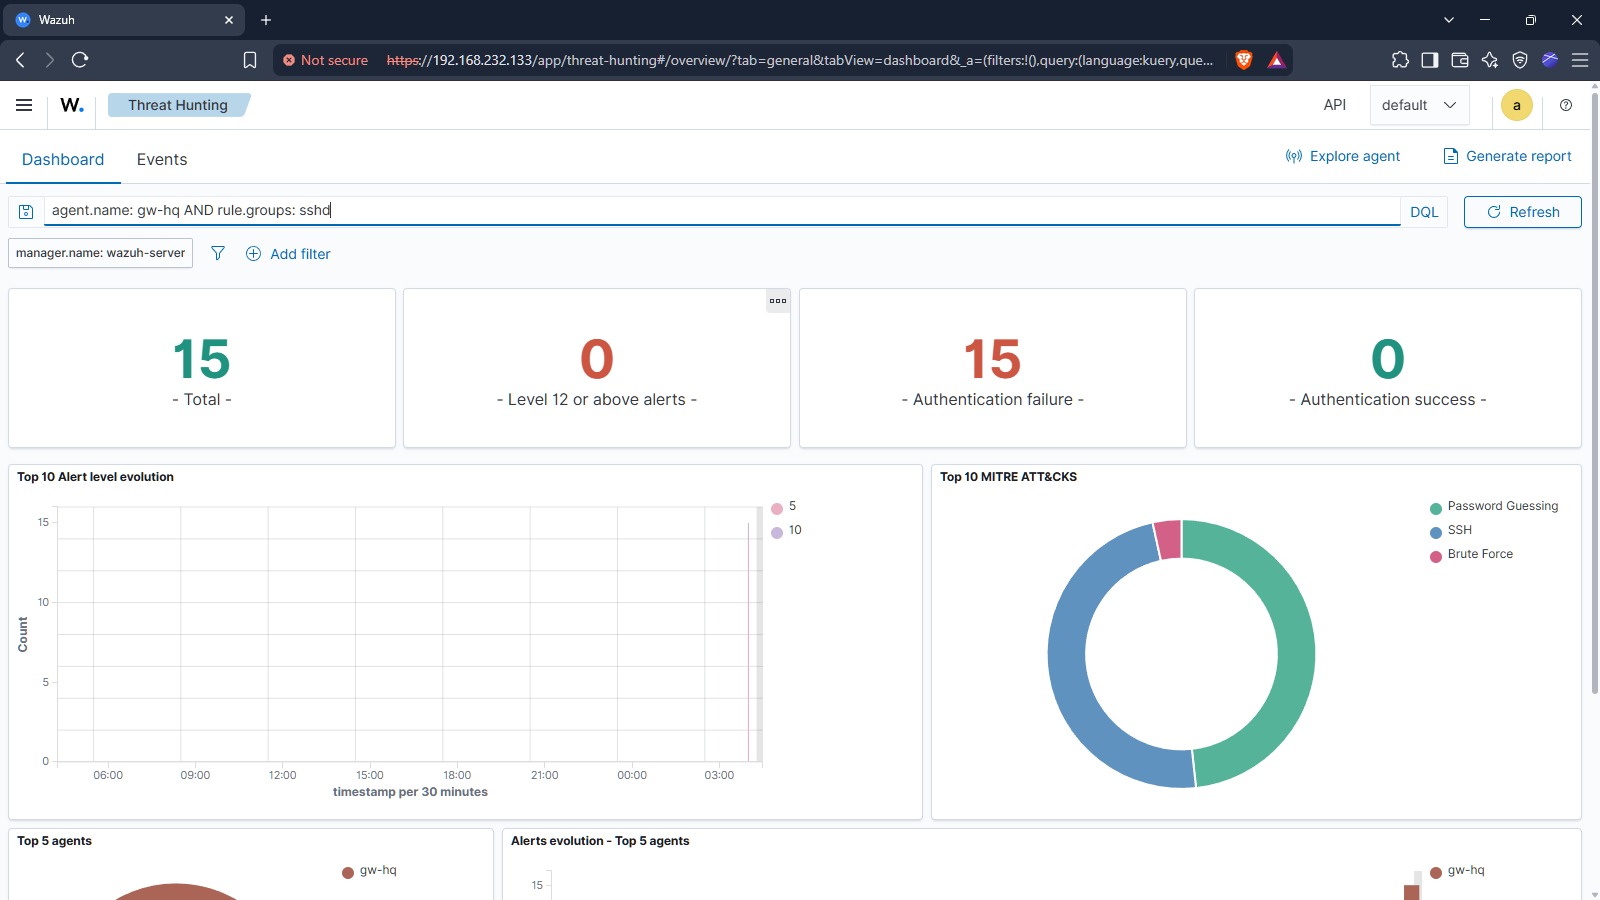 Wazuh
Not secure https://192.168.232.133/app/threat-hunting#/overview/?tab=general&tabView=dashboard&_a=(filters:!(),query:(language:kuery,que...
W. Threat Hunting API default a
Dashboard Events Explore agent Generate report
agent.name: gw-hq AND rule.groups: sshd DQL Refresh
manager.name: wazuh-server Add filter
15 0 15 0
- Total - - Level 12 or above alerts - - Authentication failure - - Authentication success -
Top 10 Alert level evolution
5
10
15
10
5
0
Count
06:00 09:00 12:00 15:00 18:00 21:00 00:00 03:00
timestamp per 30 minutes
Top 10 MITRE ATT&CKS
Password Guessing
SSH
Brute Force
Top 5 agents
gw-hq
Alerts evolution - Top 5 agents
gw-hq
15